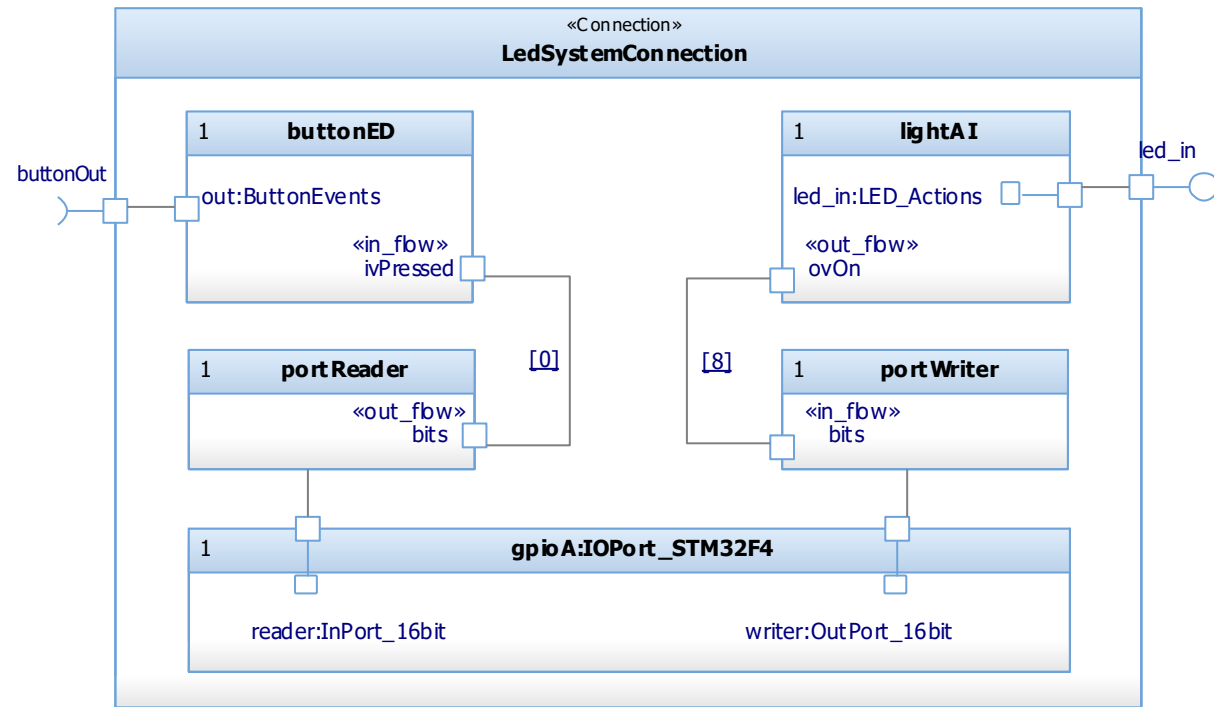 «Connection»
LedSystemConnection
1 buttonED
1 lightAI
buttonOut
led_in
out:ButtonEvents
led_in:LED_Actions
«in_flow»
ivPressed
«out_flow»
ovOn
[0]
[8]
1 portReader
1 portWriter
«out_flow»
bits
«in_flow»
bits
1 gpioA:IOPort_STM32F4
reader:InPort_16bit
writer:OutPort_16bit